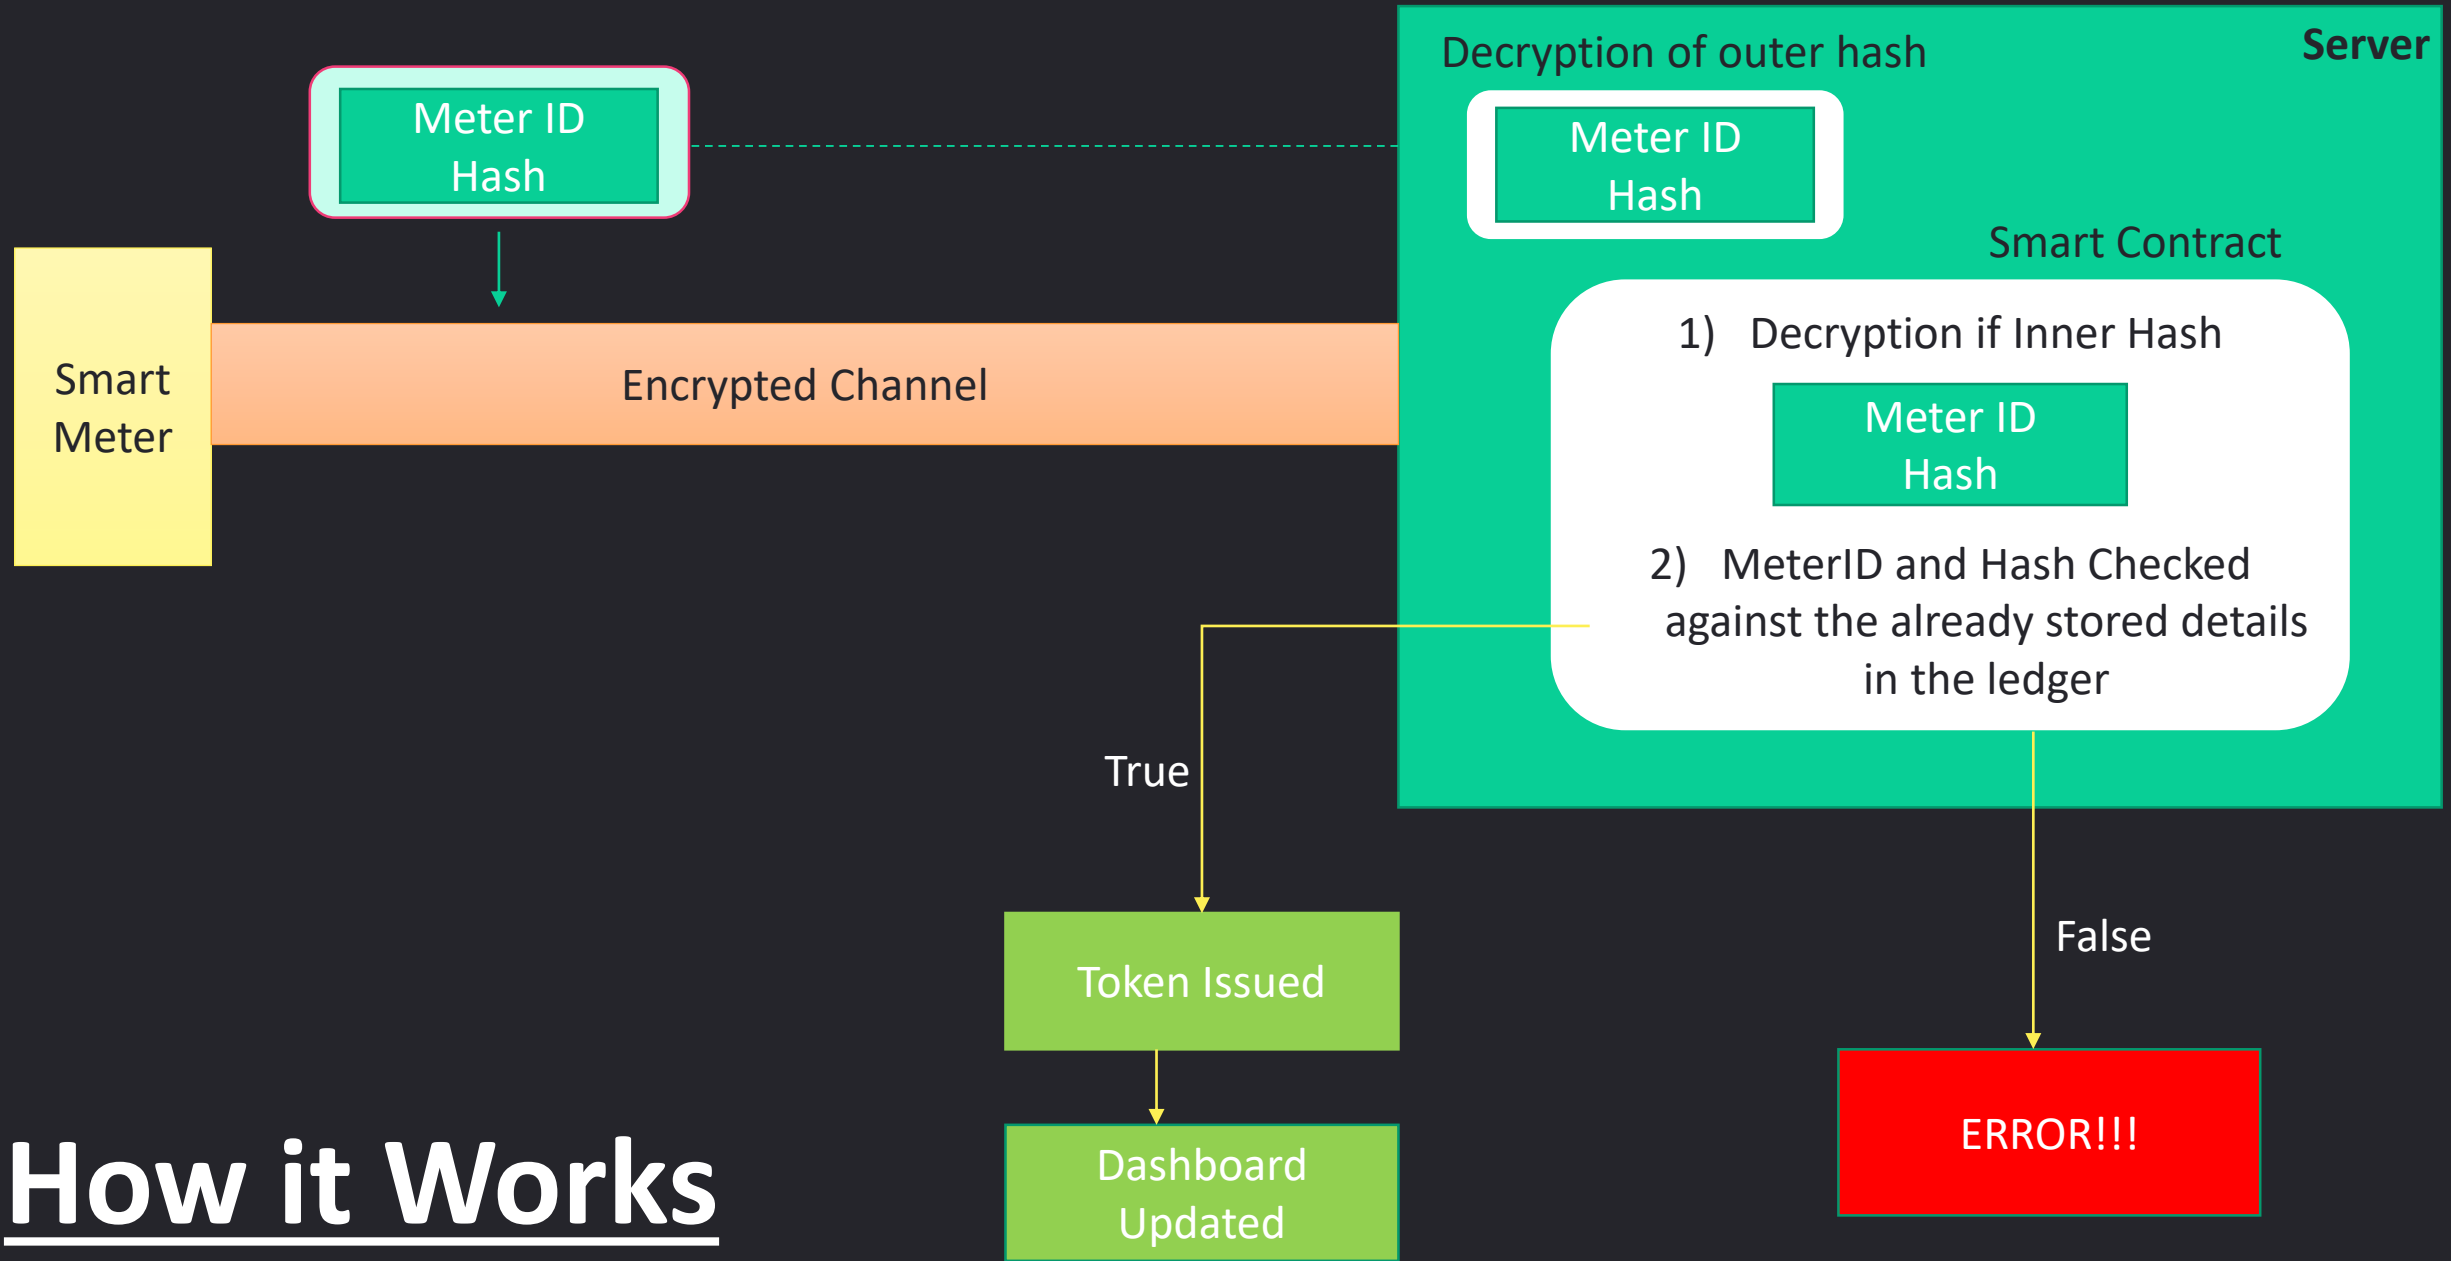 Server
Decryption of outer hash
Meter ID
Hash
Meter ID
Hash
Smart Contract
1) Decryption if Inner Hash
Smart
Meter
Encrypted Channel
Meter ID
Hash
2) MeterID and Hash Checked
against the already stored details
in the ledger
True
False
Token Issued
ERROR!!!
Dashboard
Updated
How it Works